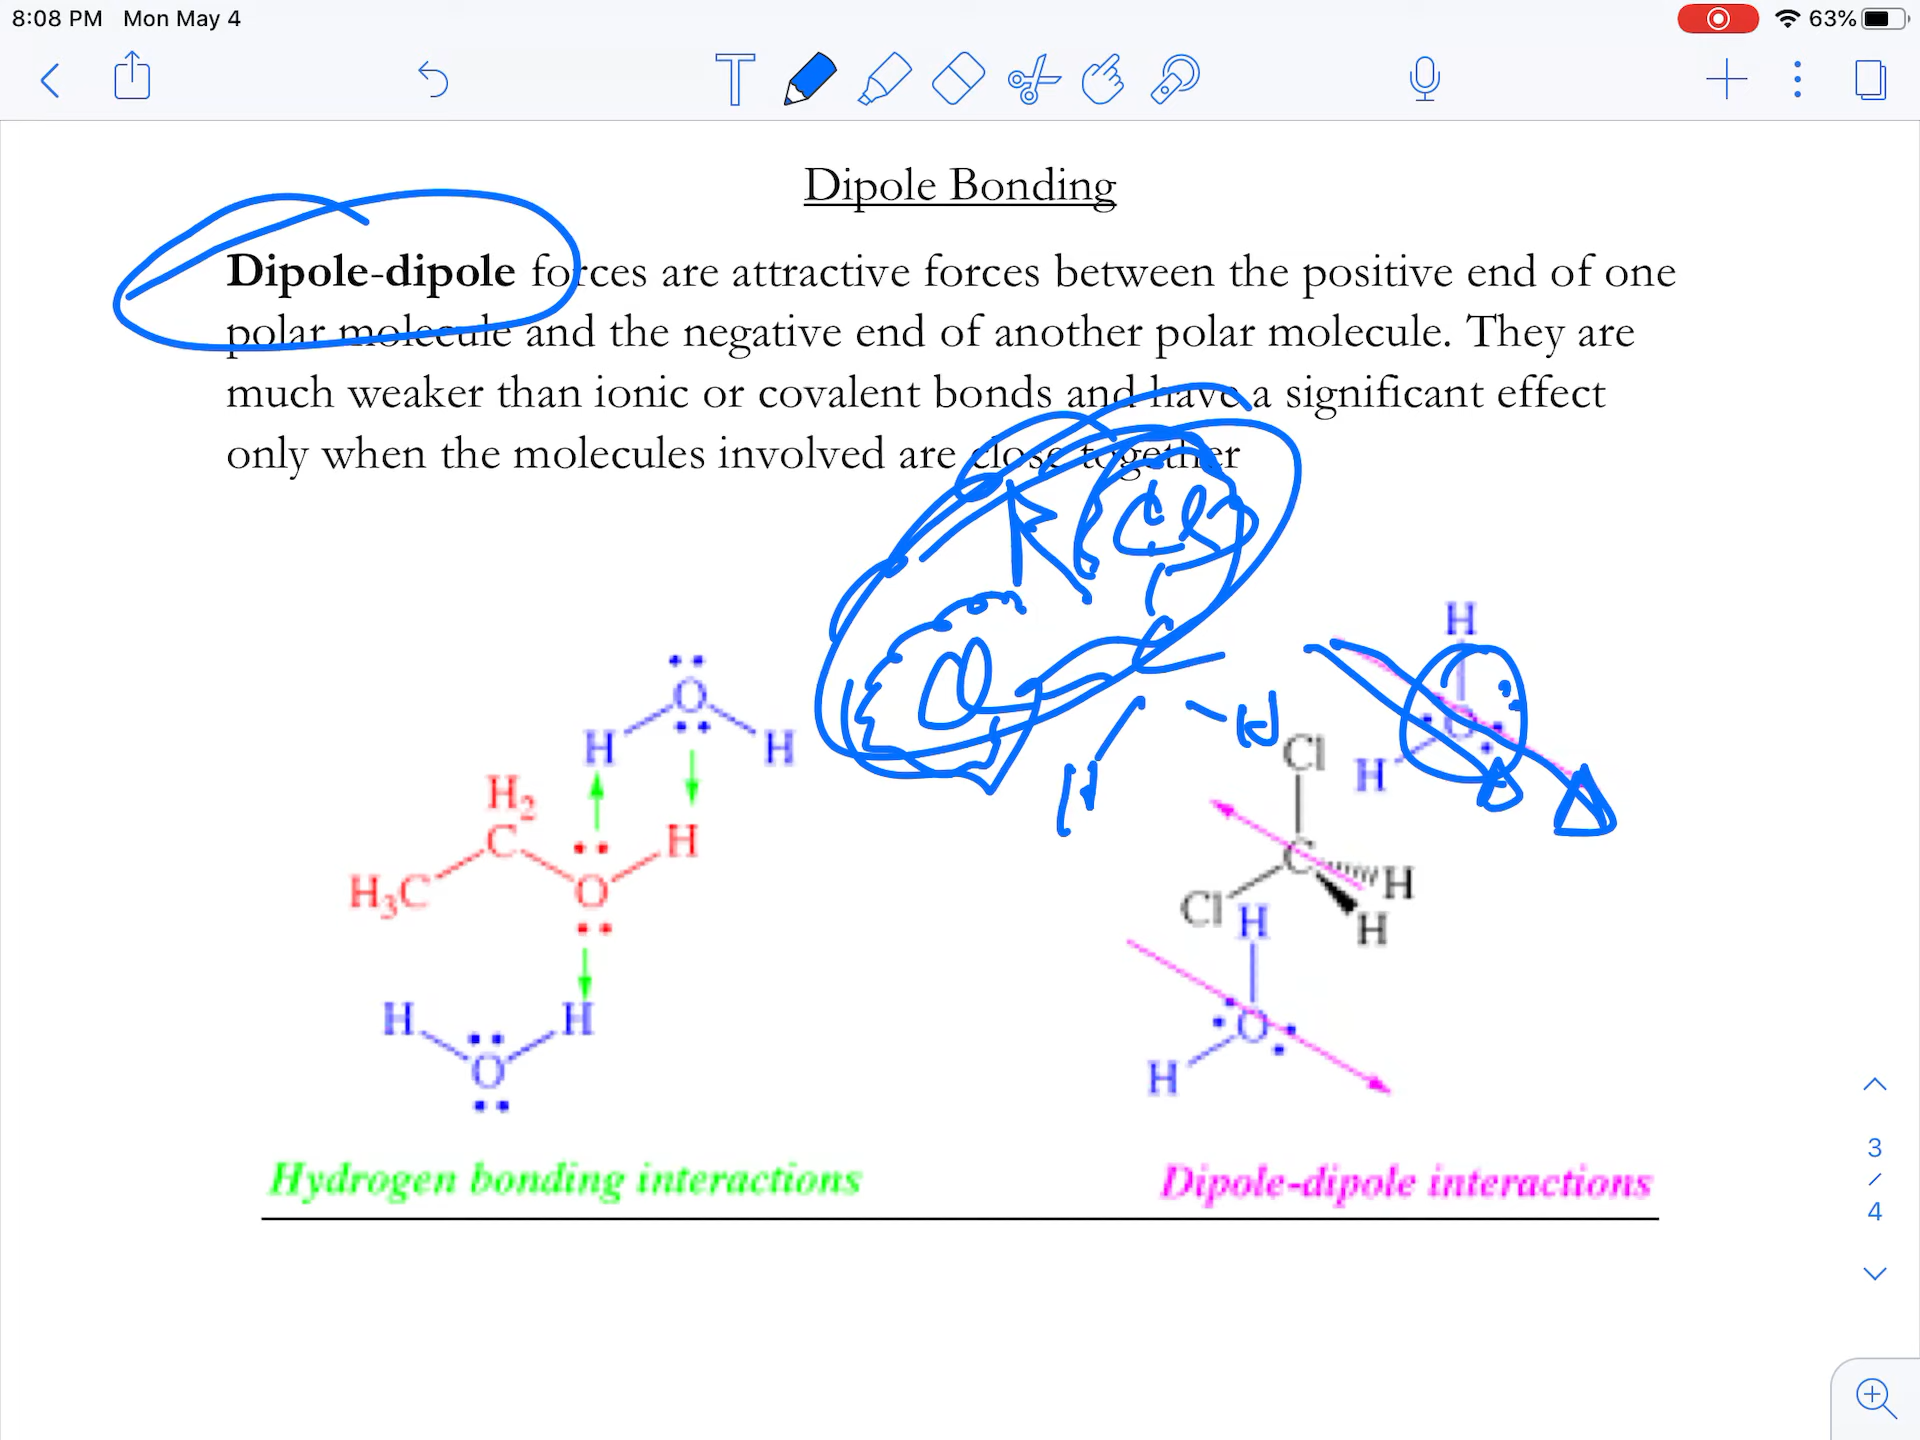 8:08 PM Mon May 4
63%
T
Dipole Bonding
Dipole-dipole forces are attractive forces between the positive end of one
polar molecule and the negative end of another polar molecule. They are
much weaker than ionic or covalent bonds and have a significant effect
only when the molecules involved are close together
Cl
Cl
C
H
H
O
H H
H₂
C H
H₃C O
H H
O
H
O
H
Cl
C H
Cl H
H
O
H
3
/
4
Hydrogen bonding interactions
Dipole-dipole interactions